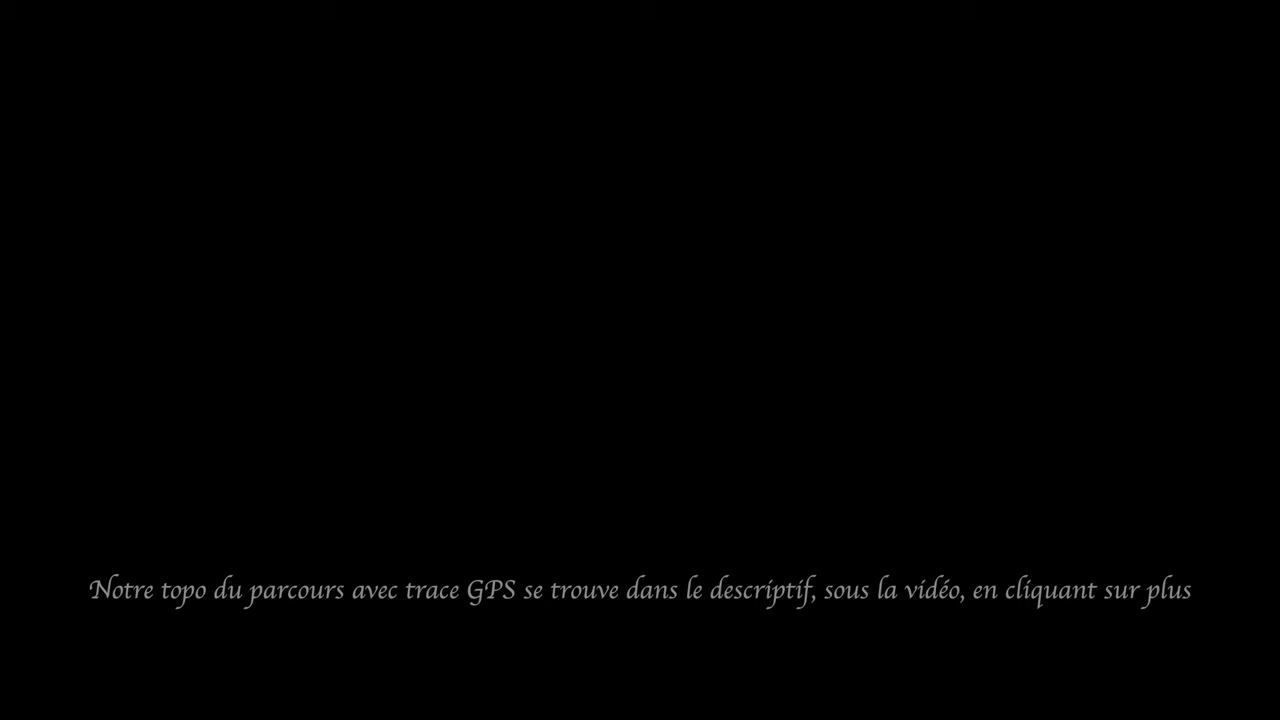 Notre topo du parcours avec trace GPS se trouve dans le descriptif, sous la vidéo, en cliquant sur plus